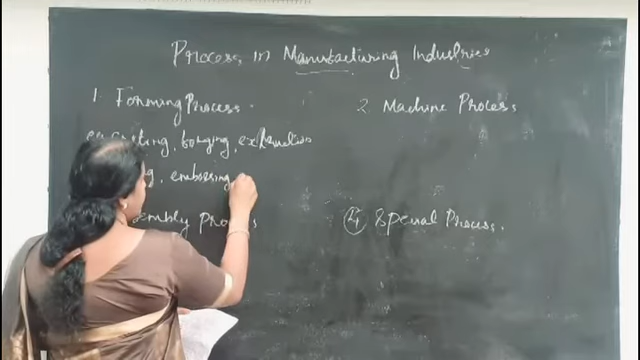 Process in Manufacturing Industries
1. Forming Process.
2. Machine Process
eg casting, forging, extrusion
embossing
Assembly Process
4 Special Process.